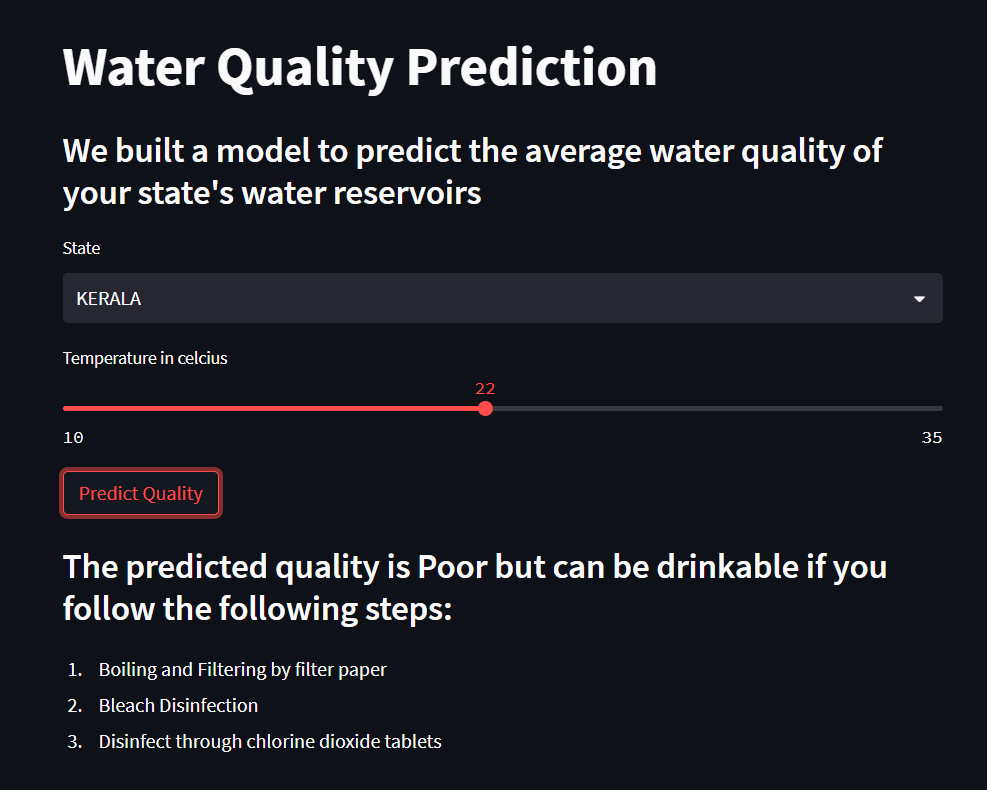 Water Quality Prediction
We built a model to predict the average water quality of
your state's water reservoirs
State
KERALA
Temperature in celcius
22
10 35
Predict Quality
The predicted quality is Poor but can be drinkable if you
follow the following steps:
1. Boiling and Filtering by filter paper
2. Bleach Disinfection
3. Disinfect through chlorine dioxide tablets